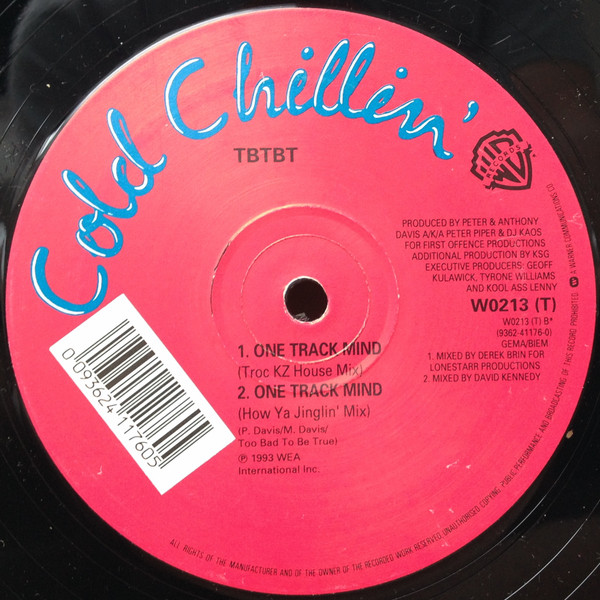 Cold Chillin'
TBTBT
WB
RECORDS
PRODUCED BY PETER & ANTHONY
DAVIS A/K/A PETER PIPER & DJ KAOS
FOR FIRST OFFENCE PRODUCTIONS
ADDITIONAL PRODUCTION BY KSG
EXECUTIVE PRODUCERS: GEOFF
KULAWICK, TYRONE WILLIAMS
AND KOOL ASS LENNY
W0213 (T)
W0213 (T) B*
(9362-41176-0)
GEMA/BIEM
1. MIXED BY DEREK BRIN FOR
LONESTARR PRODUCTIONS
2. MIXED BY DAVID KENNEDY
1. ONE TRACK MIND
(Troc KZ House Mix)
2. ONE TRACK MIND
(How Ya Jinglin' Mix)
(P. Davis/M. Davis/
Too Bad To Be True)
℗ 1993 WEA
International Inc.
0 093624 117605
ALL RIGHTS OF THE MANUFACTURER AND OF THE OWNER OF THE RECORDED WORK RESERVED. UNAUTHORISED COPYING, PUBLIC PERFORMANCE AND BROADCASTING OF THIS RECORD PROHIBITED. A WARNER COMMUNICATIONS CO.